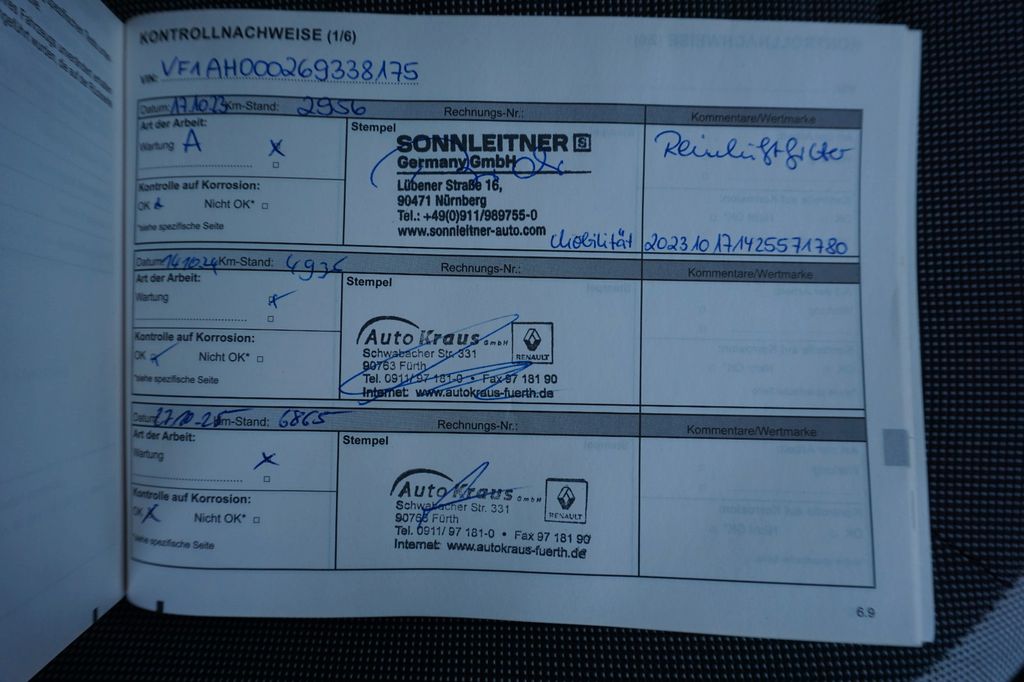 KONTROLLNACHWEISE (1/6)
VIN: VF1AH000269338175
Datum: 17.10.23 Km-Stand: 2956 Rechnungs-Nr.: Kommentare/Wertmarke
Art der Arbeit: Stempel
Wartung A x
SONNLEITNER S
Germany GmbH
Lübener Straße 16,
90471 Nürnberg
Tel.: +49(0)911/989755-0
www.sonnleitner-auto.com
Reinluftfilter
Kontrolle auf Korrosion:
OK x Nicht OK*
*siehe spezifische Seite
Mobilität 202310171425571780
Datum: 14.10.24 Km-Stand: 4935 Rechnungs-Nr.: Kommentare/Wertmarke
Art der Arbeit: Stempel
Wartung x
Auto Kraus GmbH RENAULT
Schwabacher Str. 331
90763 Fürth
Tel. 0911/ 97 181-0 • Fax 97 181 90
Internet: www.autokraus-fuerth.de
Kontrolle auf Korrosion:
OK x Nicht OK*
*siehe spezifische Seite
Datum: 27.10.25 Km-Stand: 6865 Rechnungs-Nr.: Kommentare/Wertmarke
Art der Arbeit: Stempel
Wartung x
Auto Kraus GmbH RENAULT
Schwabacher Str. 331
90763 Fürth
Tel. 0911/ 97 181-0 • Fax 97 181 90
Internet: www.autokraus-fuerth.de
Kontrolle auf Korrosion:
OK x Nicht OK*
*siehe spezifische Seite
6.9